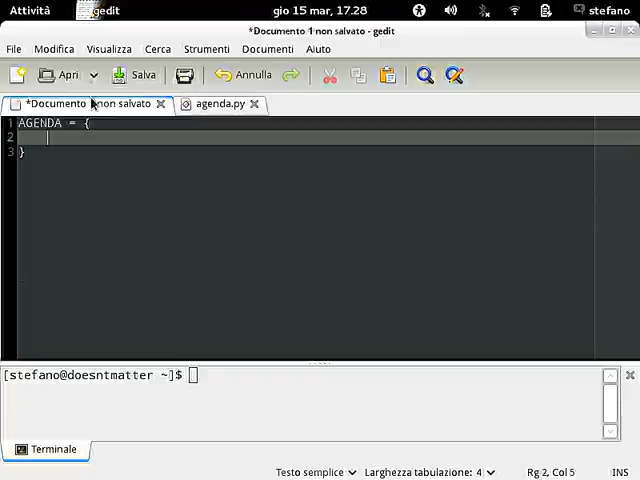 Attività gedit gio 15 mar, 17.28 stefano
*Documento 1 non salvato - gedit
File Modifica Visualizza Cerca Strumenti Documenti Aiuto
Apri Salva Annulla
*Documento 1 non salvato agenda.py
1 AGENDA = {
2
3 }
[stefano@doesntmatter ~]$
Terminale
Testo semplice Larghezza tabulazione: 4 Rg 2, Col 5 INS